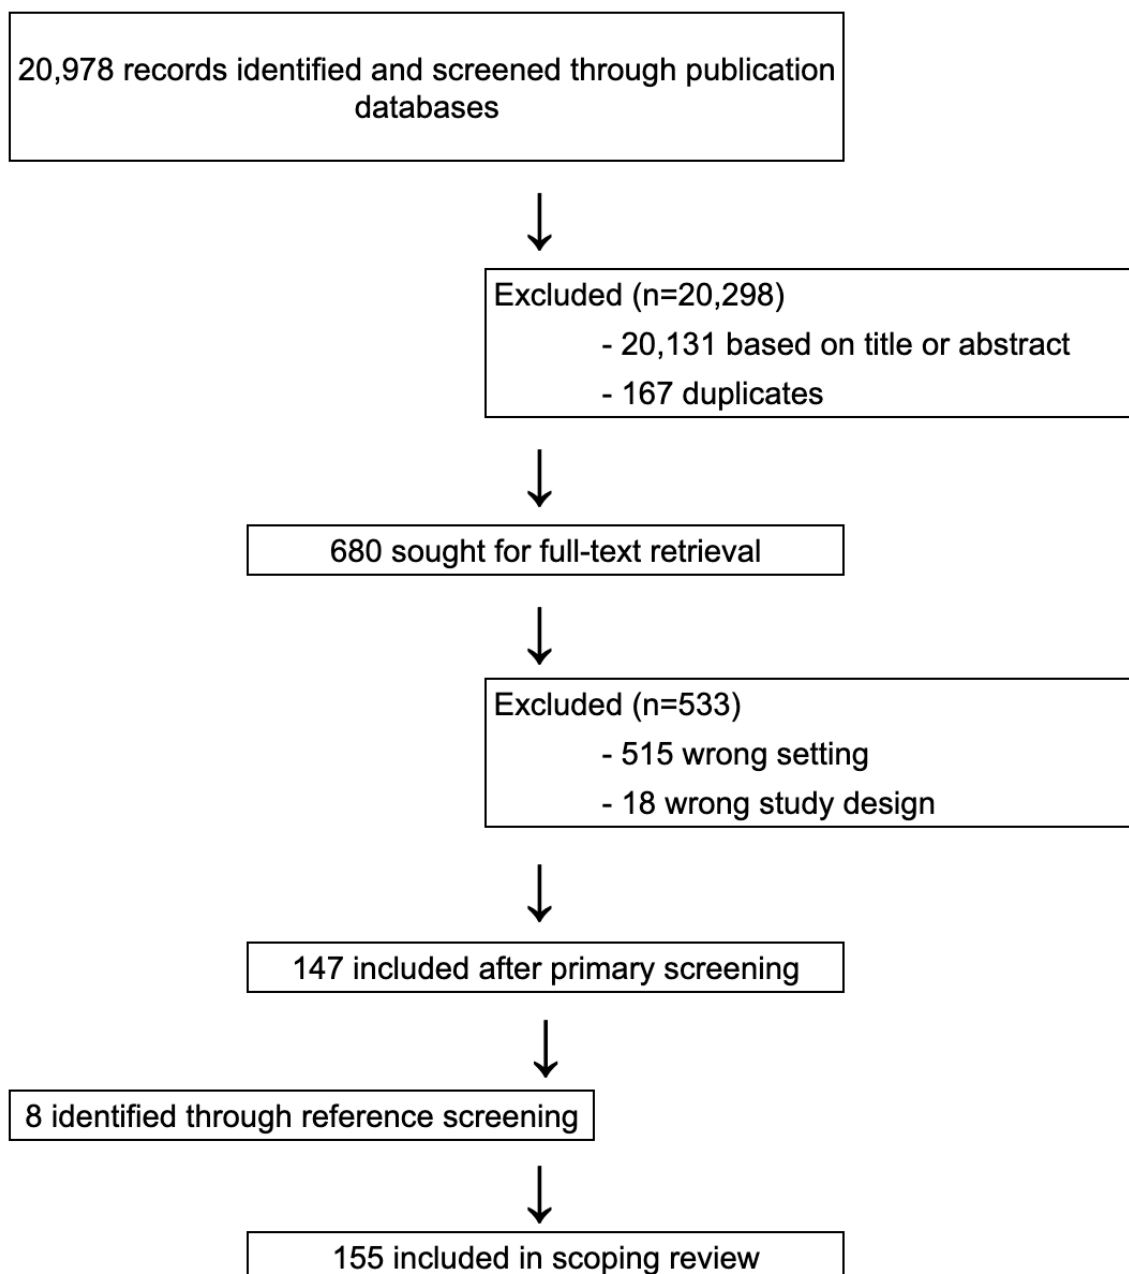 20,978 records identified and screened through publication
databases
Excluded (n=20,298)
- 20,131 based on title or abstract
- 167 duplicates
680 sought for full-text retrieval
Excluded (n=533)
- 515 wrong setting
- 18 wrong study design
147 included after primary screening
8 identified through reference screening
155 included in scoping review